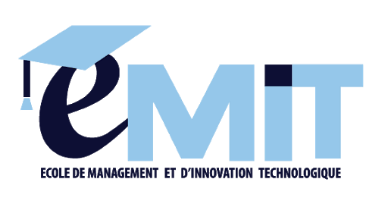 eMiT
ECOLE DE MANAGEMENT ET D'INNOVATION TECHNOLOGIQUE